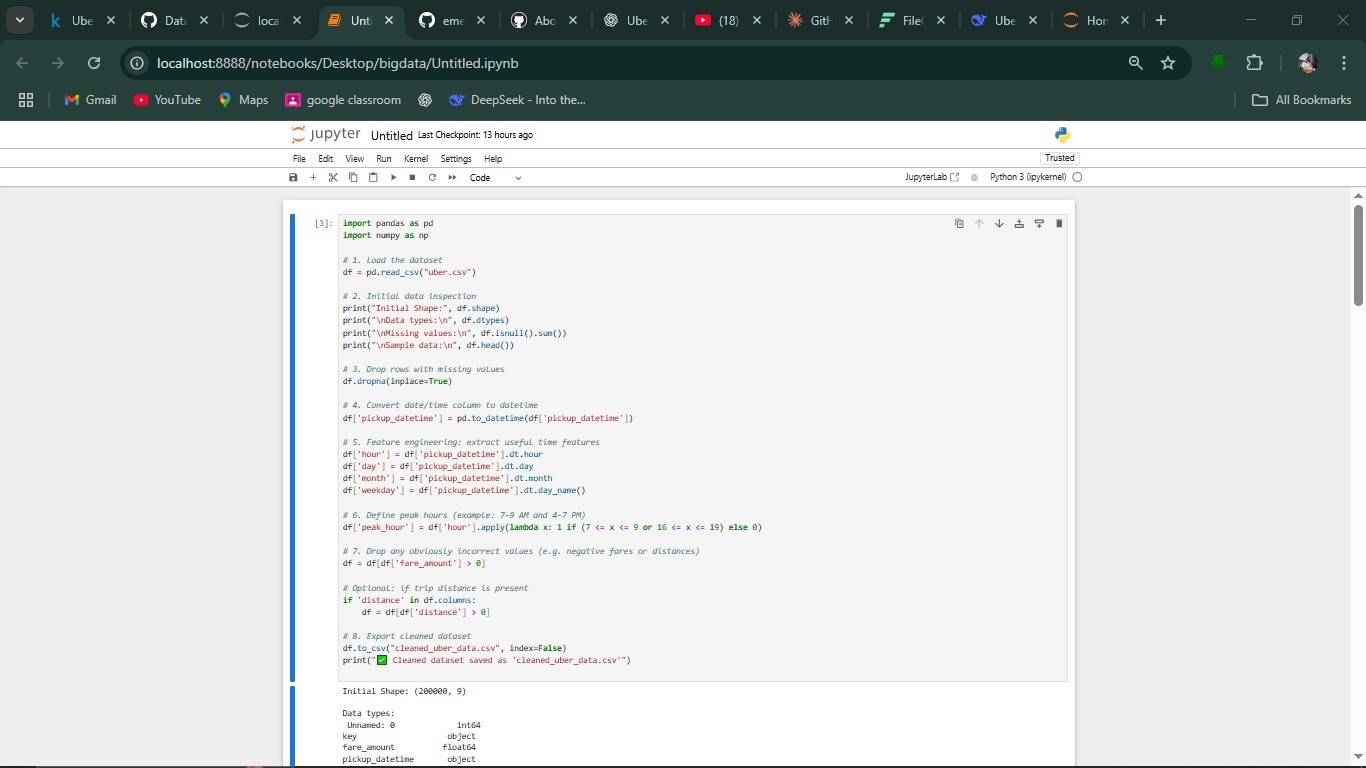 Ube
Data
loca
Unti
eme
Abo
Ube
(18)
GitH
File(
Ube
Hon
localhost:8888/notebooks/Desktop/bigdata/Untitled.ipynb
Gmail
YouTube
Maps
google classroom
DeepSeek - Into the...
All Bookmarks
jupyter Untitled Last Checkpoint: 13 hours ago
File Edit View Run Kernel Settings Help
Trusted
Code
JupyterLab
Python 3 (ipykernel)
[3]:
import pandas as pd
import numpy as np
# 1. Load the dataset
df = pd.read_csv("uber.csv")
# 2. Initial data inspection
print("Initial Shape:", df.shape)
print("\nData types:\n", df.dtypes)
print("\nMissing values:\n", df.isnull().sum())
print("\nSample data:\n", df.head())
# 3. Drop rows with missing values
df.dropna(inplace=True)
# 4. Convert date/time column to datetime
df['pickup_datetime'] = pd.to_datetime(df['pickup_datetime'])
# 5. Feature engineering: extract useful time features
df['hour'] = df['pickup_datetime'].dt.hour
df['day'] = df['pickup_datetime'].dt.day
df['month'] = df['pickup_datetime'].dt.month
df['weekday'] = df['pickup_datetime'].dt.day_name()
# 6. Define peak hours (example: 7-9 AM and 4-7 PM)
df['peak_hour'] = df['hour'].apply(lambda x: 1 if (7 <= x <= 9 or 16 <= x <= 19) else 0)
# 7. Drop any obviously incorrect values (e.g. negative fares or distances)
df = df[df['fare_amount'] > 0]
# Optional: if trip distance is present
if 'distance' in df.columns:
    df = df[df['distance'] > 0]
# 8. Export cleaned dataset
df.to_csv("cleaned_uber_data.csv", index=False)
print("✅ Cleaned dataset saved as 'cleaned_uber_data.csv'")
Initial Shape: (200000, 9)
Data types:
Unnamed: 0 int64
key object
fare_amount float64
pickup_datetime object